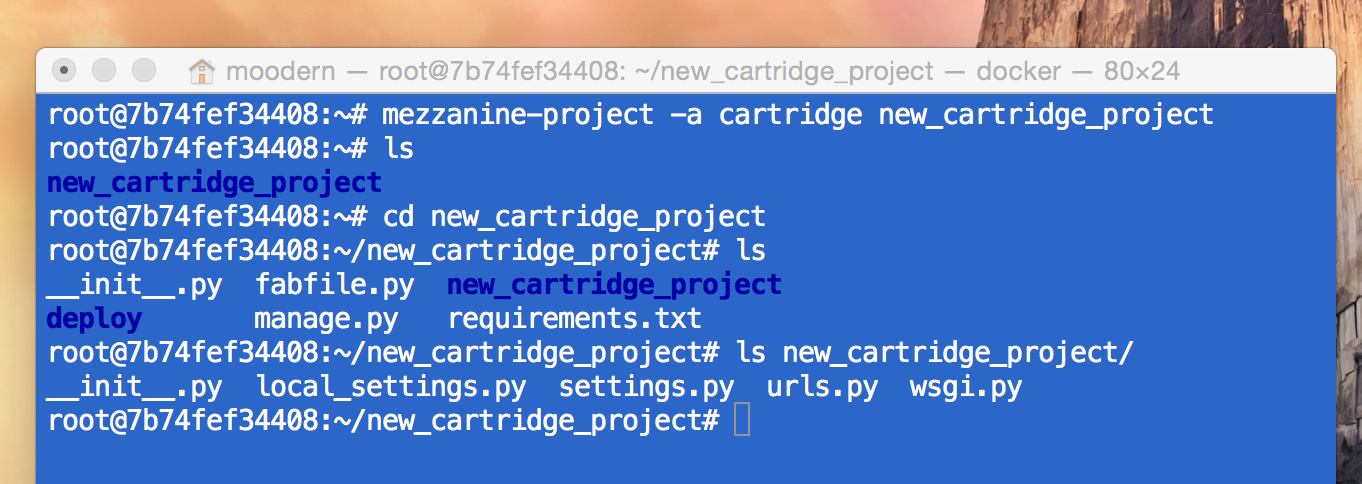 moodern — root@7b74fef34408: ~/new_cartridge_project — docker — 80×24
root@7b74fef34408:~# mezzanine-project -a cartridge new_cartridge_project
root@7b74fef34408:~# ls
new_cartridge_project
root@7b74fef34408:~# cd new_cartridge_project
root@7b74fef34408:~/new_cartridge_project# ls
__init__.py  fabfile.py  new_cartridge_project
deploy       manage.py   requirements.txt
root@7b74fef34408:~/new_cartridge_project# ls new_cartridge_project/
__init__.py  local_settings.py  settings.py  urls.py  wsgi.py
root@7b74fef34408:~/new_cartridge_project#